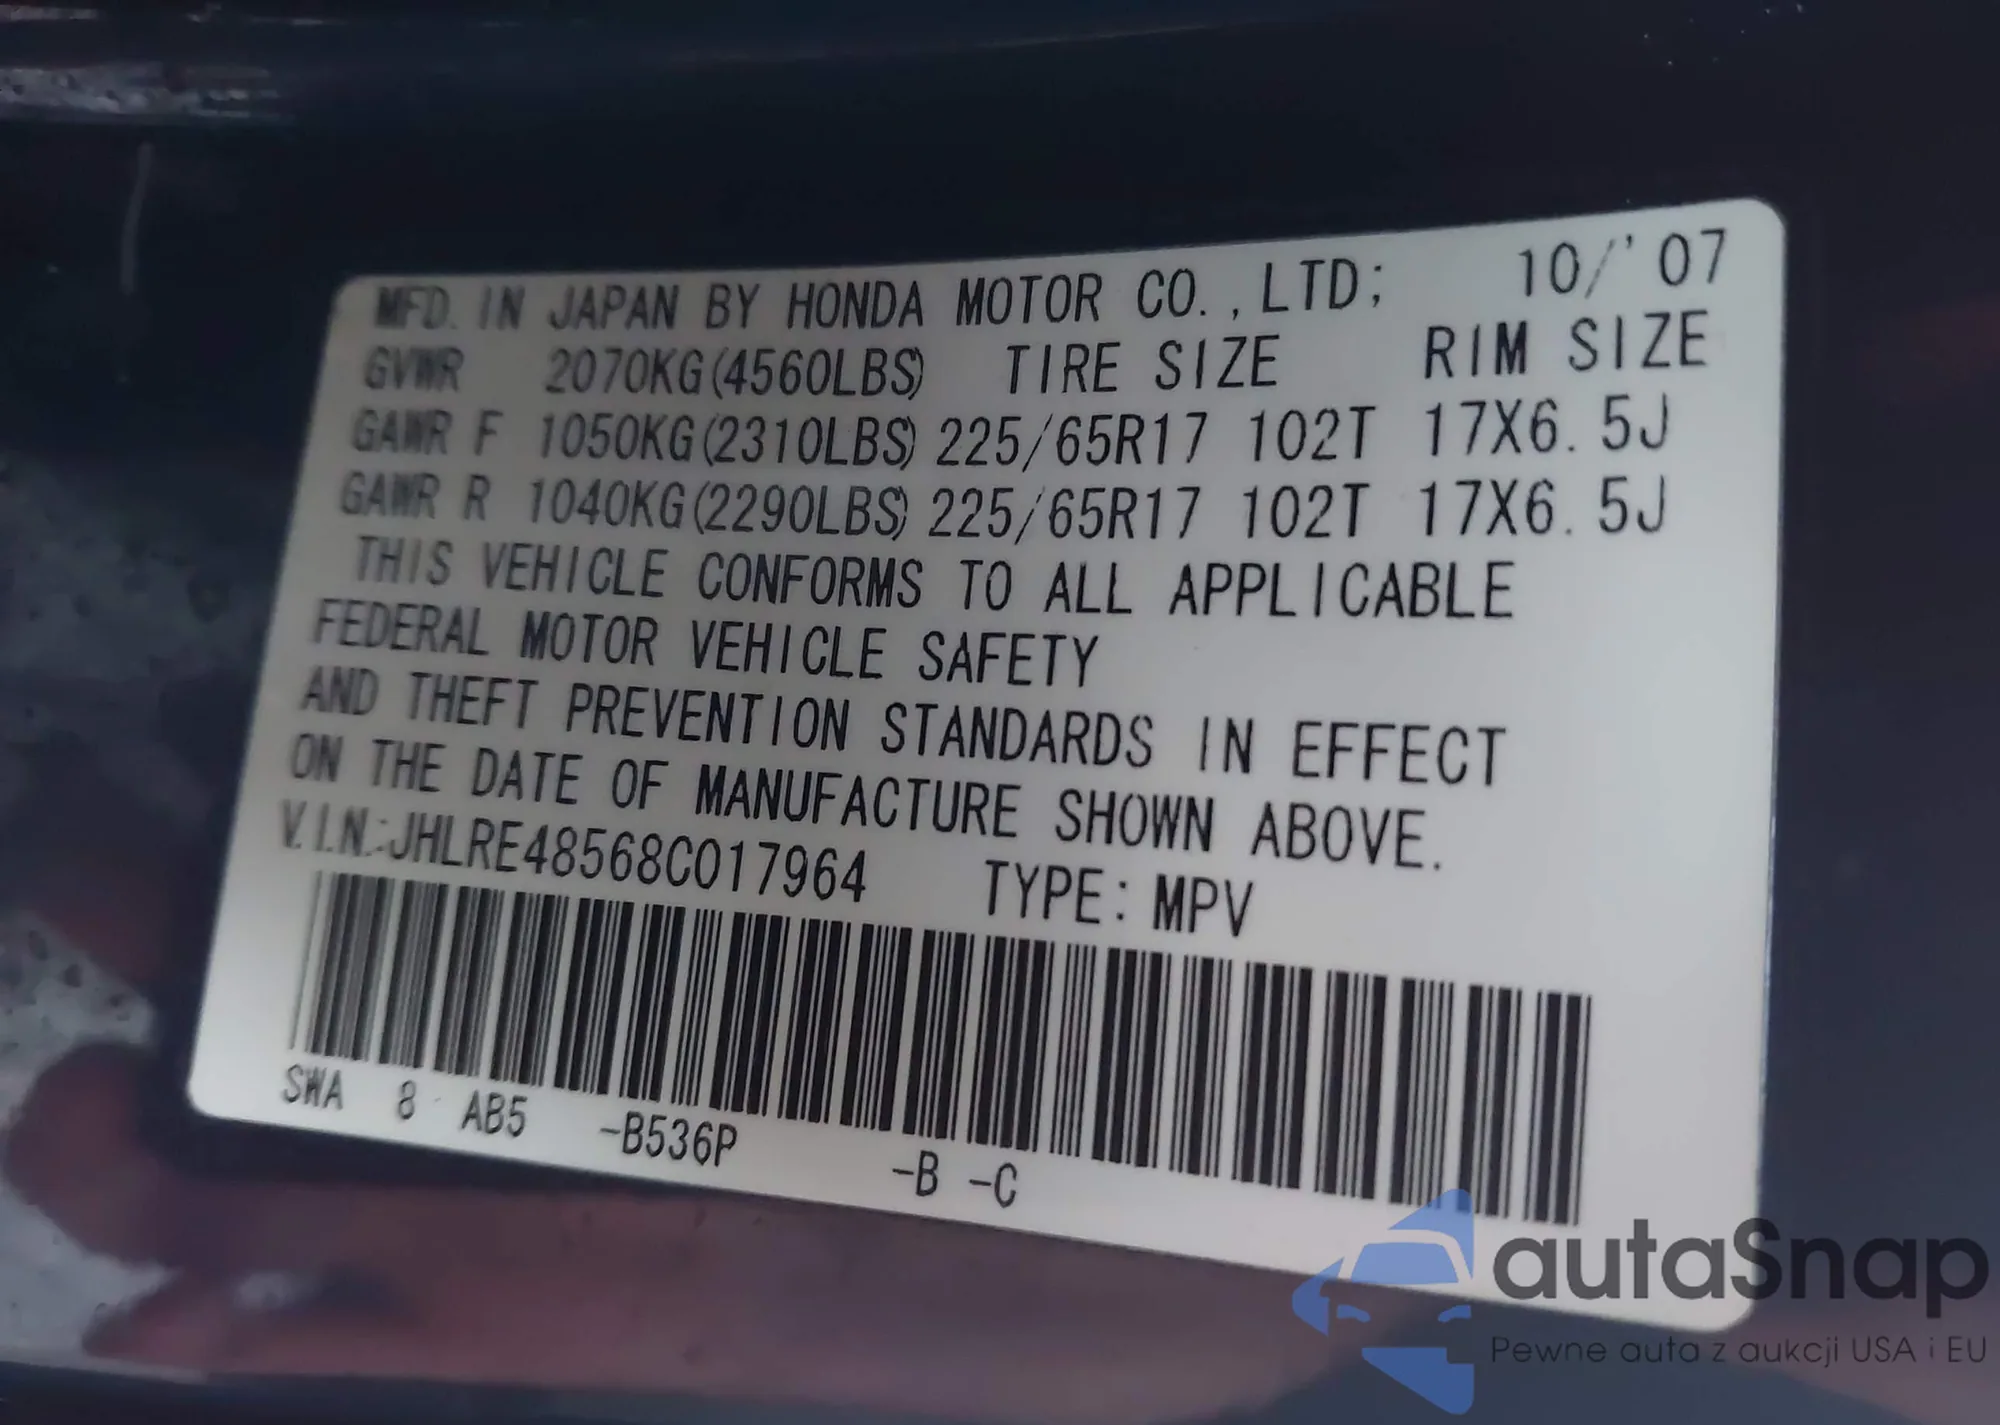 MFD. IN JAPAN BY HONDA MOTOR CO.,LTD; 10/'07
GVWR 2070KG(4560LBS) TIRE SIZE RIM SIZE
GAWR F 1050KG(2310LBS) 225/65R17 102T 17X6.5J
GAWR R 1040KG(2290LBS) 225/65R17 102T 17X6.5J
THIS VEHICLE CONFORMS TO ALL APPLICABLE
FEDERAL MOTOR VEHICLE SAFETY
AND THEFT PREVENTION STANDARDS IN EFFECT
ON THE DATE OF MANUFACTURE SHOWN ABOVE.
V.I.N.:JHLRE48568C017964 TYPE: MPV
SWA 8 AB5 -B536P -B -C
autaSnap
Pewne auta z aukcji USA i EU